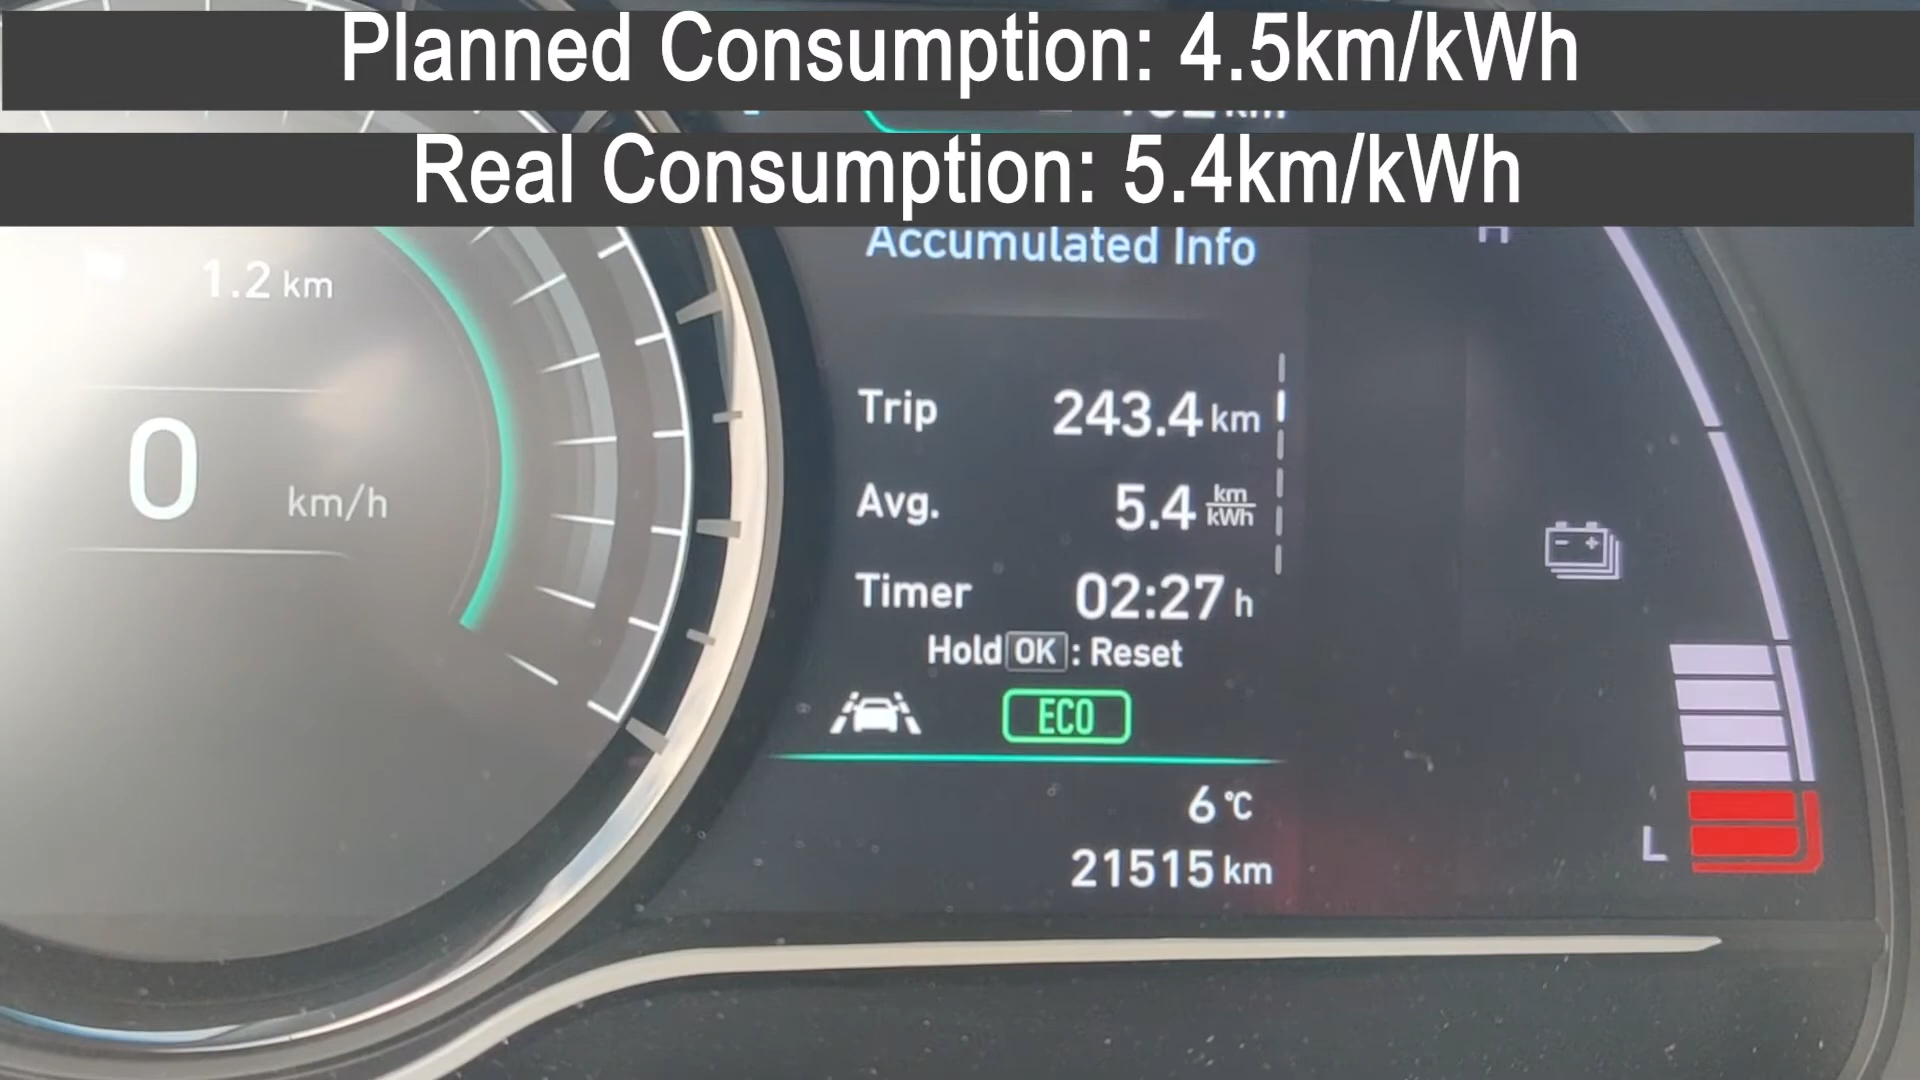 Planned Consumption: 4.5km/kWh
km
Real Consumption: 5.4km/kWh
Accumulated Info
H
1.2 km
Trip 243.4 km
Avg. 5.4 km/kWh
0 km/h
- +
Timer 02:27 h
Hold OK : Reset
ECO
6 °C
L
21515 km